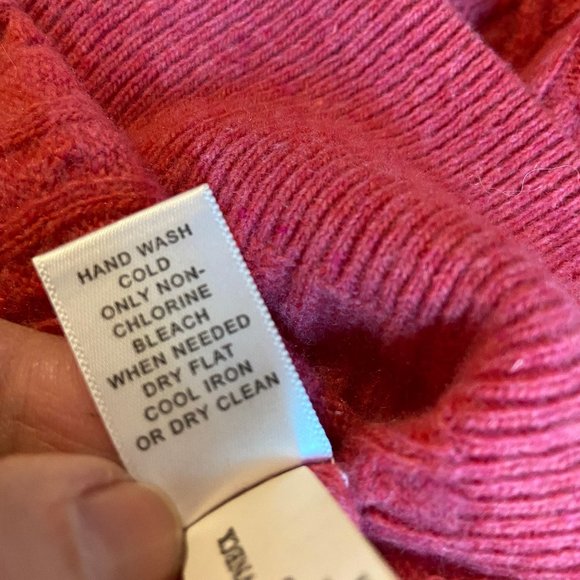 HAND WASH
COLD
ONLY NON-
CHLORINE
BLEACH
WHEN NEEDED
DRY FLAT
COOL IRON
OR DRY CLEAN